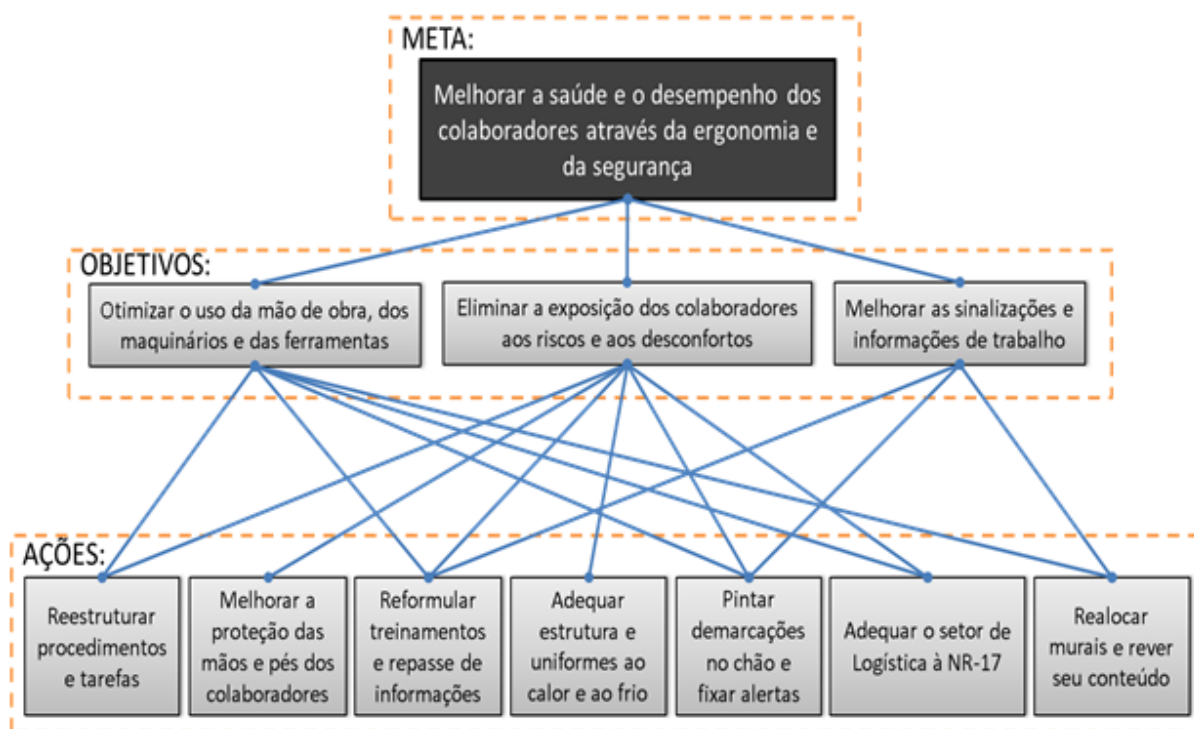 META:
Melhorar a saúde e o desempenho dos
colaboradores através da ergonomia e
da segurança
OBJETIVOS:
Otimizar o uso da mão de obra, dos
maquinários e das ferramentas
Eliminar a exposição dos colaboradores
aos riscos e aos desconfortos
Melhorar as sinalizações e
informações de trabalho
AÇÕES:
Reestruturar
procedimentos
e tarefas
Melhorar a
proteção das
mãos e pés dos
colaboradores
Reformular
treinamentos
e repasse de
informações
Adequar
estrutura e
uniformes ao
calor e ao frio
Pintar
demarcações
no chão e
fixar alertas
Adequar o setor de
Logística à NR-17
Realocar
murais e rever
seu conteúdo